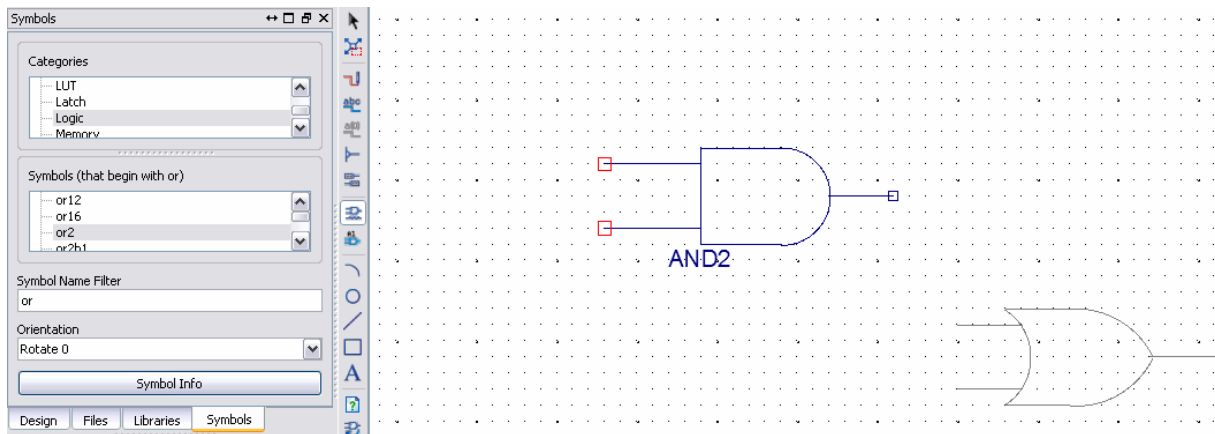 Symbols
Categories
LUT
Latch
Logic
Memory
Symbols (that begin with or)
or12
or16
or2
or2b1
Symbol Name Filter
or
Orientation
Rotate 0
Symbol Info
Design Files Libraries Symbols
abc
A
AND2